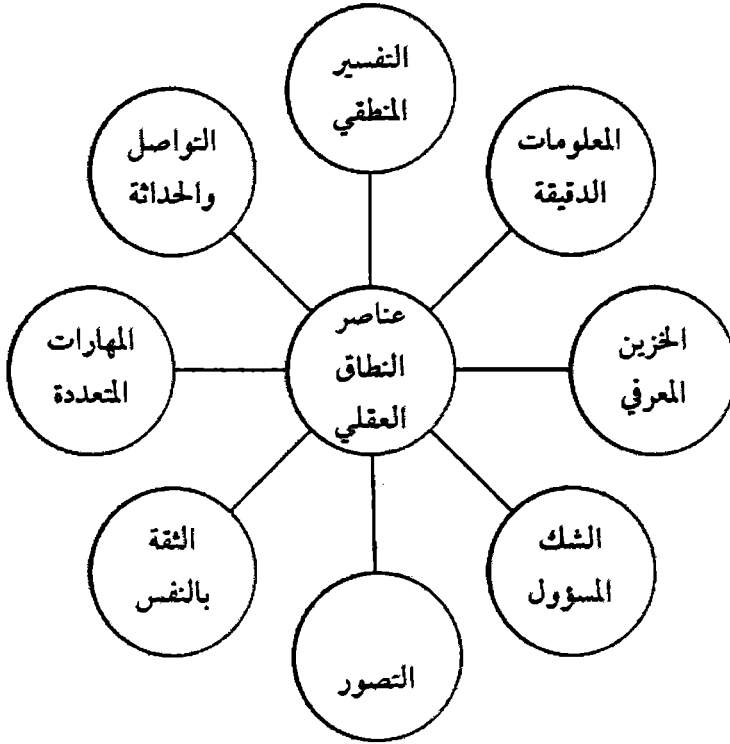 التفسير
المنطقي
المعلومات
الدقيقة
التواصل
والحداثة
عناصر
النطاق
العقلي
الخزين
المعرفي
المهارات
المتعددة
الشك
المسؤول
الثقة
بالنفس
التصور